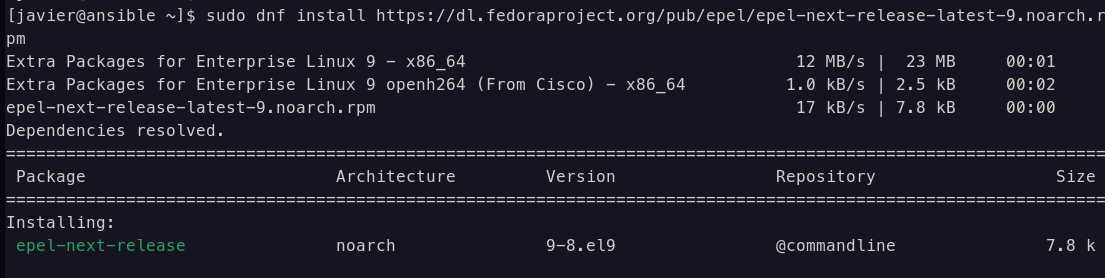 [javier@ansible ~]$ sudo dnf install https://dl.fedoraproject.org/pub/epel/epel-next-release-latest-9.noarch.r
pm
Extra Packages for Enterprise Linux 9 - x86_64 12 MB/s | 23 MB 00:01
Extra Packages for Enterprise Linux 9 openh264 (From Cisco) - x86_64 1.0 kB/s | 2.5 kB 00:02
epel-next-release-latest-9.noarch.rpm 17 kB/s | 7.8 kB 00:00
Dependencies resolved.
==============================================================================================================
Package Architecture Version Repository Size
==============================================================================================================
Installing:
epel-next-release noarch 9-8.el9 @commandline 7.8 k